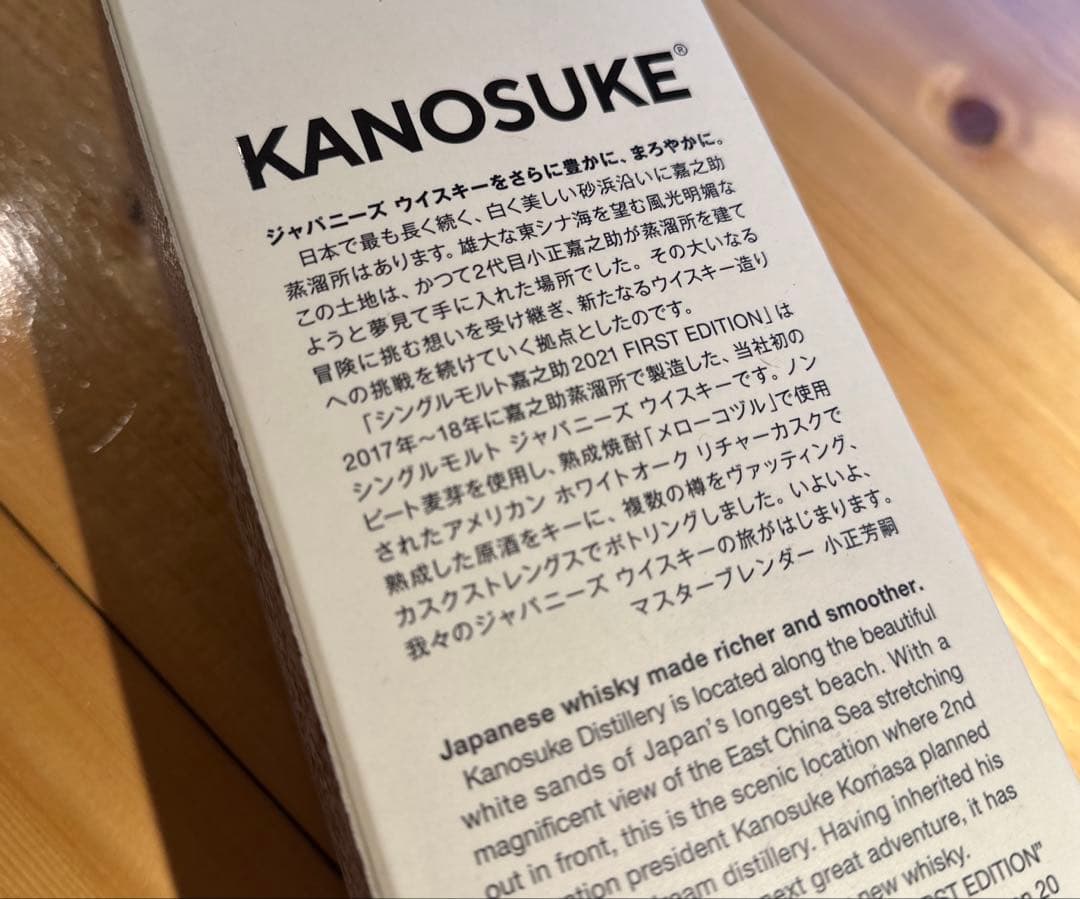 KANOSUKE®
ジャパニーズ ウイスキーをさらに豊かに、まろやかに。
日本で最も長く続く、白く美しい砂浜沿いに嘉之助
蒸溜所はあります。雄大な東シナ海を望む風光明媚な
この土地は、かつて2代目小正嘉之助が蒸溜所を建て
ようと夢見て手に入れた場所でした。その大いなる
冒険に挑む想いを受け継ぎ、新たなるウイスキー造り
への挑戦を続けていく拠点としたのです。
「シングルモルト嘉之助 2021 FIRST EDITION」は
2017年〜18年に嘉之助蒸溜所で製造した、当社初の
シングルモルト ジャパニーズ ウイスキーです。ノン
ピート麦芽を使用し、熟成焼酎「メローコヅル」で使用
されたアメリカン ホワイトオーク リチャーカスクで
熟成した原酒をキーに、複数の樽をヴァッティング、
カスクストレングスでボトリングしました。いよいよ、
我々のジャパニーズ ウイスキーの旅がはじまります。
マスターブレンダー 小正芳嗣
Japanese whisky made richer and smoother.
Kanosuke Distillery is located along the beautiful
white sands of Japan's longest beach. With a
magnificent view of the East China Sea stretching
out in front, this is the scenic location where 2nd
president Kanosuke Komasa planned
distillery. Having inherited his
next great adventure, it has
new whisky.
EDITION"
20